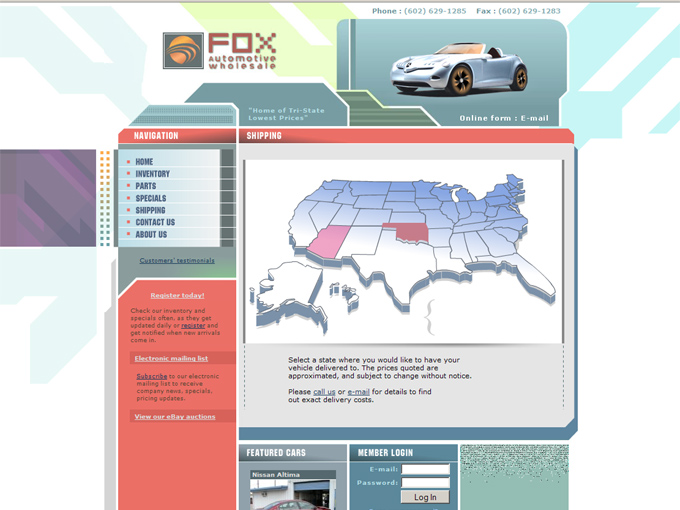 Phone : (602) 629-1285 Fax : (602) 629-1283
FOX
Automotive
wholesale
"Home of Tri-State
Lowest Prices"
Online form : E-mail
NAVIGATION
HOME
INVENTORY
PARTS
SPECIALS
SHIPPING
CONTACT US
ABOUT US
Customers' testimonials
Register today!
Check our inventory and
specials often, as they get
updated daily or register and
get notified when new arrivals
come in.
Electronic mailing list
Subscribe to our electronic
mailing list to receive
company news, specials,
pricing updates.
View our eBay auctions
SHIPPING
Select a state where you would like to have your
vehicle delivered to. The prices quoted are
approximated, and subject to change without notice.
Please call us or e-mail for details to find
out exact delivery costs.
FEATURED CARS
Nissan Altima
MEMBER LOGIN
E-mail:
Password:
Log In